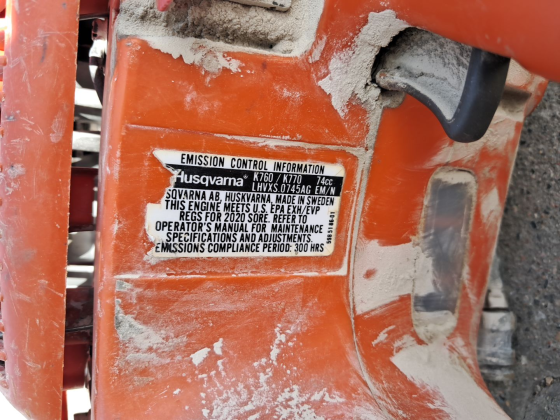 EMISSION CONTROL INFORMATION
Husqvarna® K760 / K770 74cc
LHVXS.0745AG EM/N
SQVARNA AB, HUSKVARNA, MADE IN SWEDEN
THIS ENGINE MEETS U.S. EPA EXH/EVP
REGS FOR 2020 SORE. REFER TO
OPERATOR'S MANUAL FOR MAINTENANCE
SPECIFICATIONS AND ADJUSTMENTS.
EMISSIONS COMPLIANCE PERIOD: 300 HRS